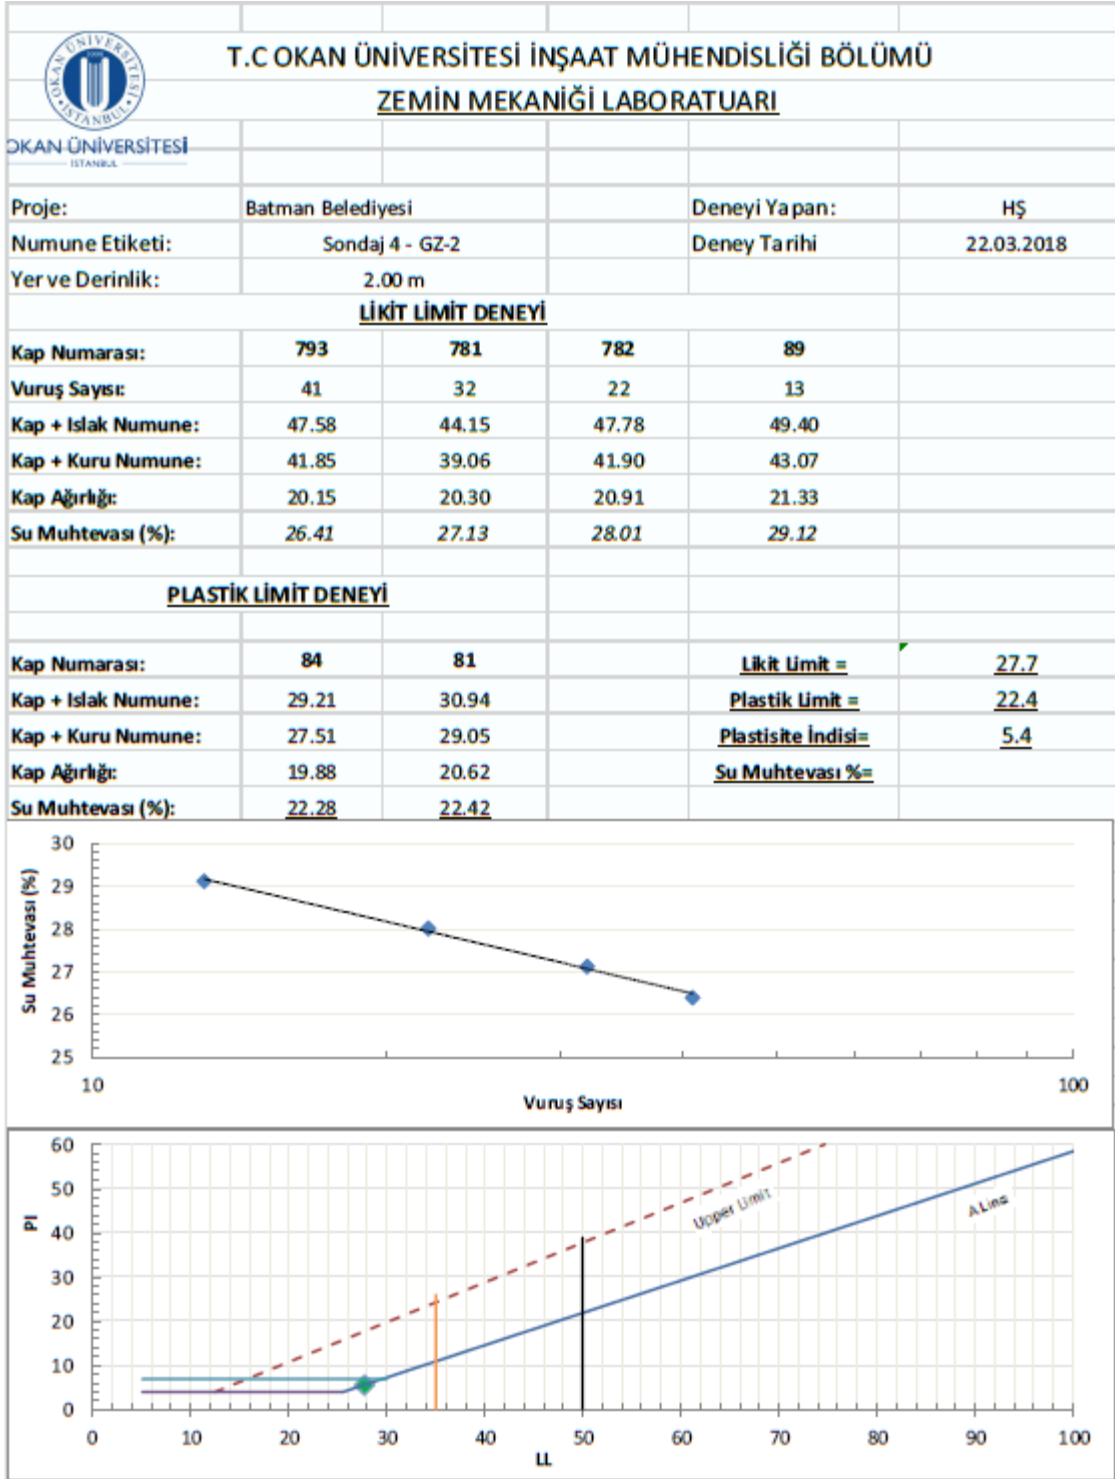 OKAN ÜNİVERSİTESİ
İSTANBUL
2009
T.C OKAN ÜNİVERSİTESİ İNŞAAT MÜHENDİSLİĞİ BÖLÜMÜ
ZEMİN MEKANİĞİ LABORATUARI
OKAN ÜNİVERSİTESİ
İSTANBUL
Proje: Batman Belediyesi Deneyi Yapan: HŞ
Numune Etiketi: Sondaj 4 - GZ-2 Deney Tarihi 22.03.2018
Yer ve Derinlik: 2.00 m
LİKİT LİMİT DENEYİ
Kap Numarası: 793 781 782 89
Vuruş Sayısı: 41 32 22 13
Kap + Islak Numune: 47.58 44.15 47.78 49.40
Kap + Kuru Numune: 41.85 39.06 41.90 43.07
Kap Ağırlığı: 20.15 20.30 20.91 21.33
Su Muhtevası (%): 26.41 27.13 28.01 29.12
PLASTİK LİMİT DENEYİ
Kap Numarası: 84 81 Likit Limit = 27.7
Kap + Islak Numune: 29.21 30.94 Plastik Limit = 22.4
Kap + Kuru Numune: 27.51 29.05 Plastisite İndisi= 5.4
Kap Ağırlığı: 19.88 20.62 Su Muhtevası %=
Su Muhtevası (%): 22.28 22.42
Su Muhtevası (%)
30
29
28
27
26
25
10 100
Vuruş Sayısı
PI
60
50
40
30
20
10
0
Upper Limit
A Line
0 10 20 30 40 50 60 70 80 90 100
LL